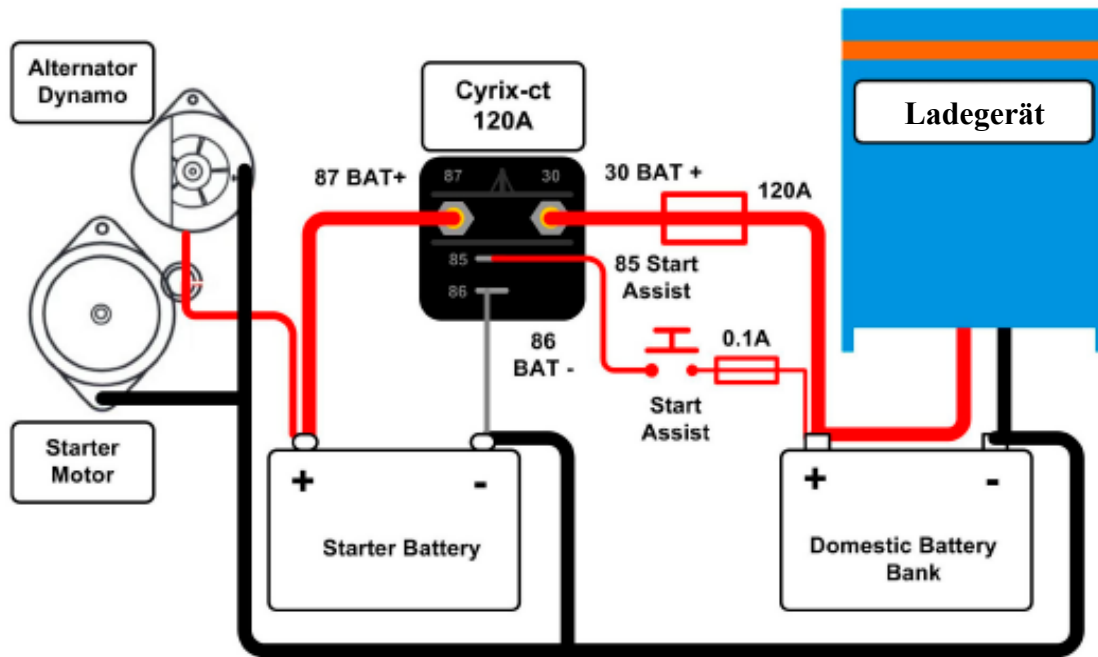 Alternator
Dynamo
Cyrix-ct
120A
Ladegerät
87 BAT+
87
30
30 BAT +
120A
85
86
85 Start
Assist
86
BAT -
0.1A
Start
Assist
Starter
Motor
+
-
Starter Battery
+
-
Domestic Battery
Bank